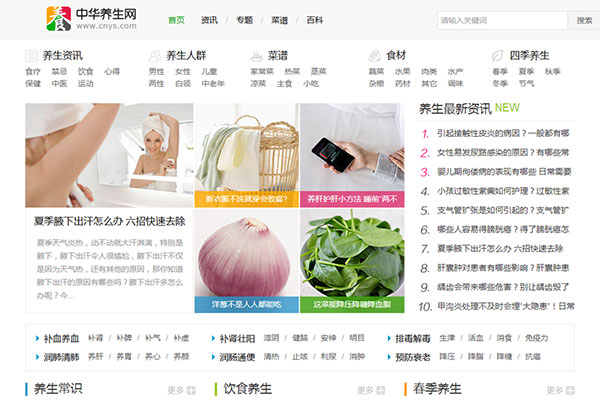 养 中华养生网
www.cnys.com
首页 / 资讯 / 专题 / 菜谱 / 百科
请输入关键词 搜索
养生资讯 养生人群 菜谱 食材 四季养生
食疗 禁忌 饮食 心得 男性 女性 儿童 家常菜 热菜 蒸菜 蔬菜 水果 肉类 水产 春季 夏季 秋季
保健 中医 运动 两性 白领 中老年 凉菜 主食 小吃 杂粮 药材 其它 调味 冬季 节气
养生最新资讯 NEW
1. 引起接触性皮炎的病因？一般都有哪
2. 女性易发尿路感染的原因？有哪些常
3. 婴儿期佝偻病的表现有哪些 日常需要
4. 小孩过敏性紫癜如何护理？过敏性紫
5. 支气管扩张是如何引起的？支气管扩
6. 哪些人容易得膀胱癌？得了膀胱癌怎
7. 夏季腋下出汗怎么办 六招快速去除
8. 肝囊肿对患者有哪些影响？肝囊肿患
9. 龋齿会带来哪些危害？别让龋齿毁了
10. 甲沟炎处理不及时会埋"大隐患"！日常
新衣服不洗就穿会致癌？
养肝护肝小方法 睡前"两不
夏季腋下出汗怎么办 六招快速去除
夏季天气炎热，动不动就大汗淋漓，特别是
腋下，腋下出汗令人很尴尬，腋下出汗不仅
是因为天气热，还有其他的原因，那你知道
腋下出汗的原因有哪些吗？腋下出汗多怎么
办呢？今…
洋葱不是人人都能吃
这菜能降压降糖降血脂
补血养血 补肾 / 补脾 / 补气 / 补虚
补肾壮阳 滋阴 / 健脑 / 安神 / 明目
排毒解毒 生津 / 活血 / 消食 / 免疫力
润肺清肺 养肝 / 养胃 / 养心 / 养颜
润肠通便 清热 / 止咳 / 利尿 / 消肿
预防衰老 降压 / 降脂 / 降糖 / 抗癌
养生常识 更多
饮食养生 更多
春季养生 更多